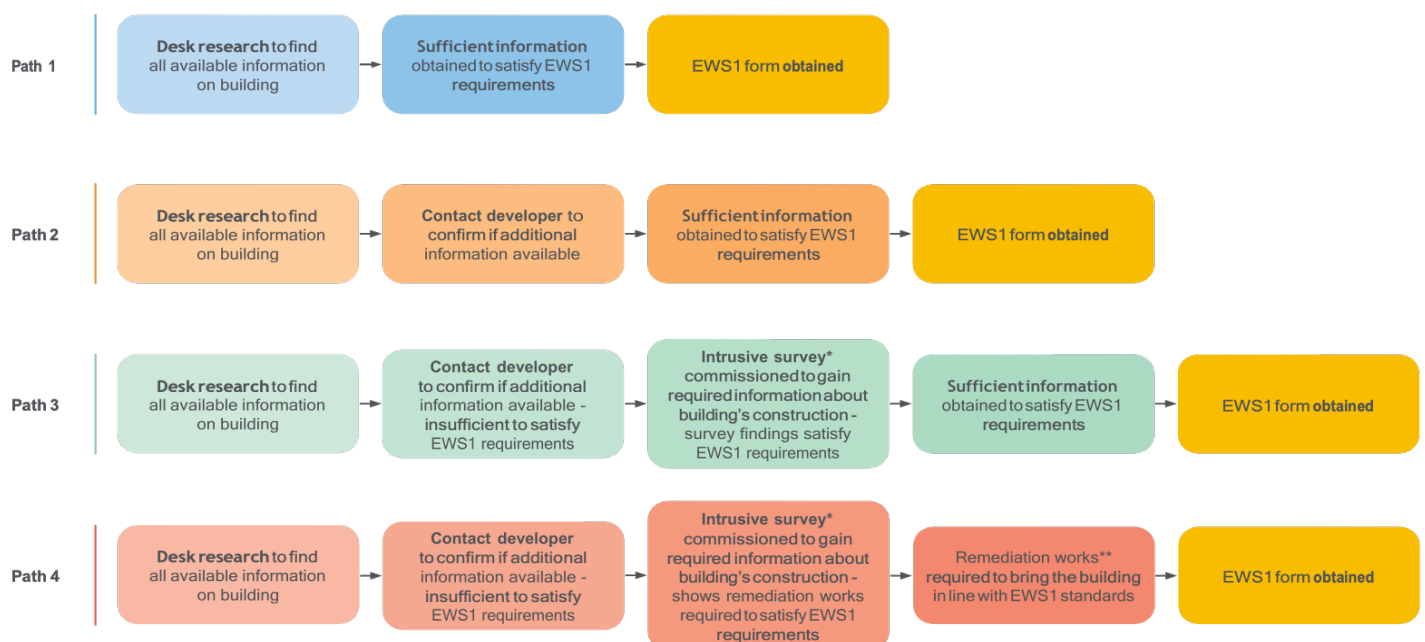 Path 1
Desk research to find
all available information
on building
Sufficient information
obtained to satisfy EWS1
requirements
EWS1 form obtained
Path 2
Desk research to find
all available information
on building
Contact developer to
confirm if additional
information available
Sufficient information
obtained to satisfy EWS1
requirements
EWS1 form obtained
Path 3
Desk research to find
all available information
on building
Contact developer
to confirm if additional
information available -
insufficient to satisfy
EWS1 requirements
Intrusive survey*
commissioned to gain
required information about
building's construction -
survey findings satisfy
EWS1 requirements
Sufficient information
obtained to satisfy EWS1
requirements
EWS1 form obtained
Path 4
Desk research to find
all available information
on building
Contact developer
to confirm if additional
information available -
insufficient to satisfy
EWS1 requirements
Intrusive survey*
commissioned to gain
required information about
building's construction -
shows remediation works
required to satisfy EWS1
requirements
Remediation works**
required to bring the building
in line with EWS1 standards
EWS1 form obtained